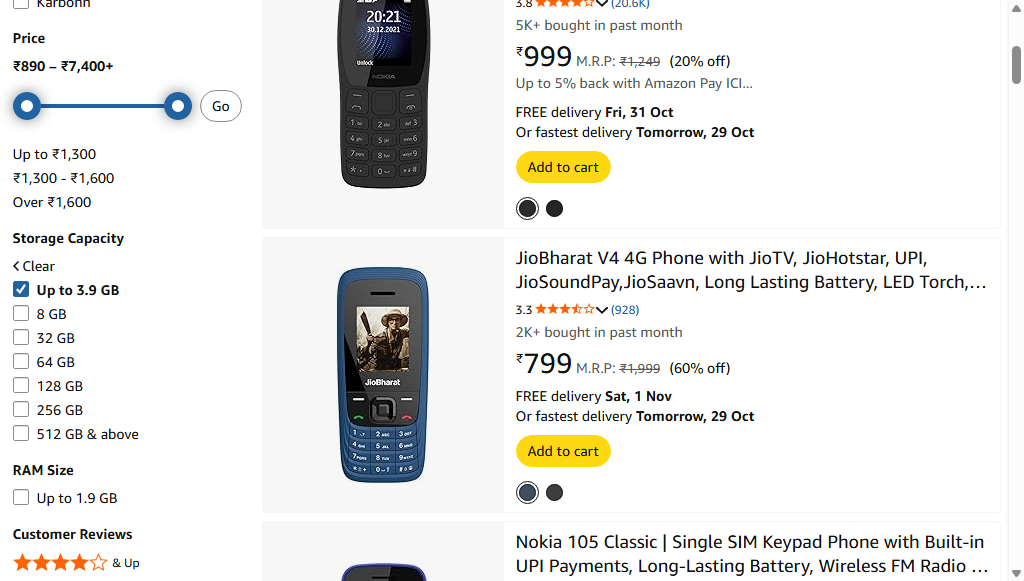 Karbonn
Price
₹890 – ₹7,400+
Go
Up to ₹1,300
₹1,300 - ₹1,600
Over ₹1,600
Storage Capacity
Clear
Up to 3.9 GB
8 GB
32 GB
64 GB
128 GB
256 GB
512 GB & above
RAM Size
Up to 1.9 GB
Customer Reviews
& Up
20:21
30.12.2021
Unlock
NOKIA
3.8 (20.6K)
5K+ bought in past month
₹999 M.R.P: ₹1,249 (20% off)
Up to 5% back with Amazon Pay ICI...
FREE delivery Fri, 31 Oct
Or fastest delivery Tomorrow, 29 Oct
Add to cart
JioBharat
JioBharat V4 4G Phone with JioTV, JioHotstar, UPI,
JioSoundPay,JioSaavn, Long Lasting Battery, LED Torch,...
3.3 (928)
2K+ bought in past month
₹799 M.R.P: ₹1,999 (60% off)
FREE delivery Sat, 1 Nov
Or fastest delivery Tomorrow, 29 Oct
Add to cart
Nokia 105 Classic | Single SIM Keypad Phone with Built-in
UPI Payments, Long-Lasting Battery, Wireless FM Radio ...